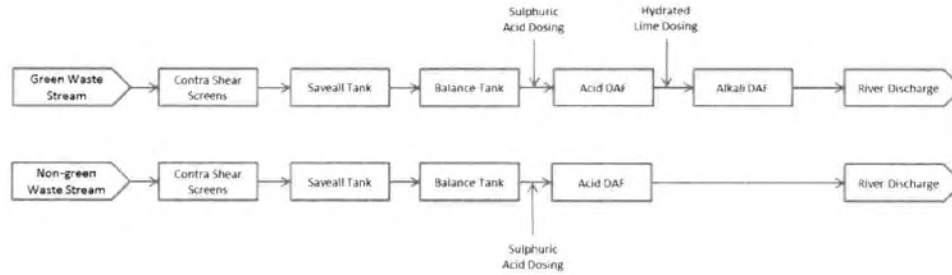 Sulphuric
Acid Dosing
Hydrated
Lime Dosing
Green Waste
Stream
Contra Shear
Screens
Saveall Tank
Balance Tank
Acid DAF
Alkali DAF
River Discharge
Non-green
Waste Stream
Contra Shear
Screens
Saveall Tank
Balance Tank
Acid DAF
River Discharge
Sulphuric
Acid Dosing